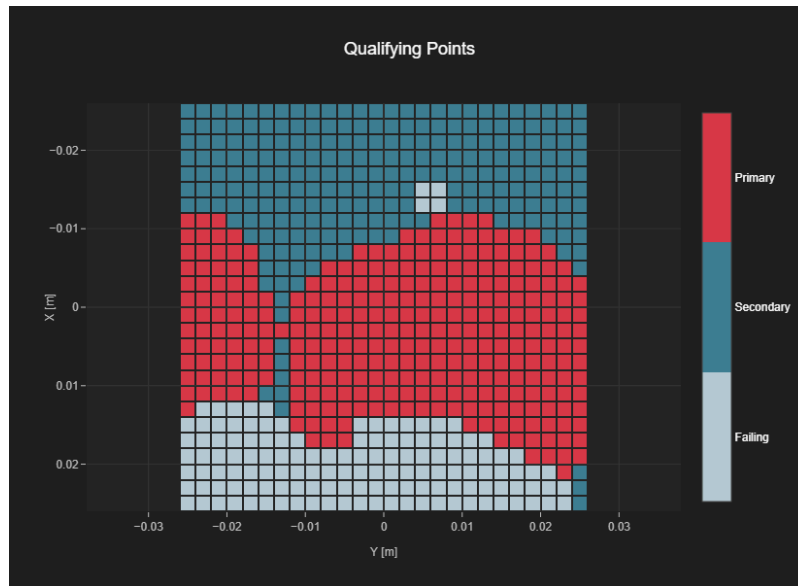 Qualifying Points
−0.02
−0.01
0
0.01
0.02
X [m]
−0.03
−0.02
−0.01
0
0.01
0.02
0.03
Y [m]
Primary
Secondary
Failing